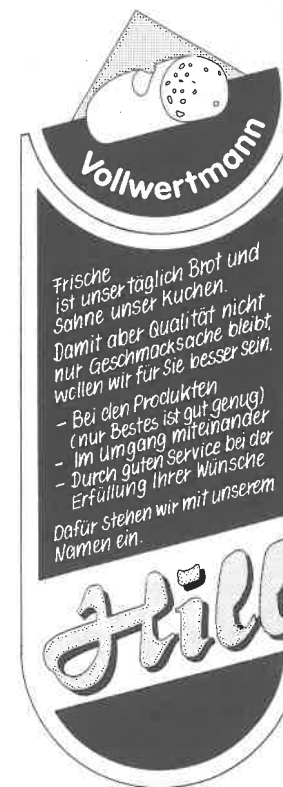 Vollwertmann
Frische
ist unser täglich Brot und
Sahne unser Kuchen.
Damit aber Qualität nicht
nur Geschmacksache bleibt,
wollen wir für Sie besser sein.
- Bei den Produkten
(nur Bestes ist gut genug)
- Im Umgang miteinander
- Durch guten Service bei der
Erfüllung Ihrer Wünsche
Dafür stehen wir mit unserem
Namen ein.
Hill